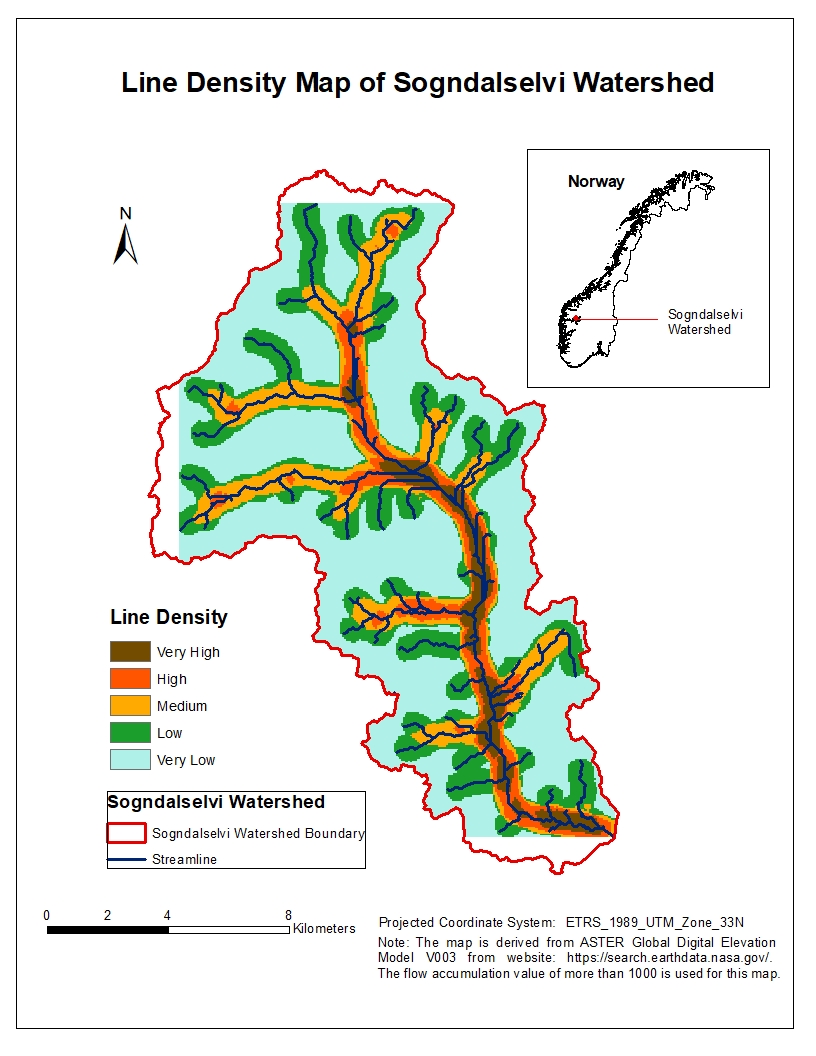 Line Density Map of Sogndalselvi Watershed
N
Norway
Sogndalselvi
Watershed
Line Density
Very High
High
Medium
Low
Very Low
Sogndalselvi Watershed
Sogndalselvi Watershed Boundary
Streamline
0 2 4 8
Kilometers
Projected Coordinate System: ETRS_1989_UTM_Zone_33N
Note: The map is derived from ASTER Global Digital Elevation
Model V003 from website: https://search.earthdata.nasa.gov/.
The flow accumulation value of more than 1000 is used for this map.